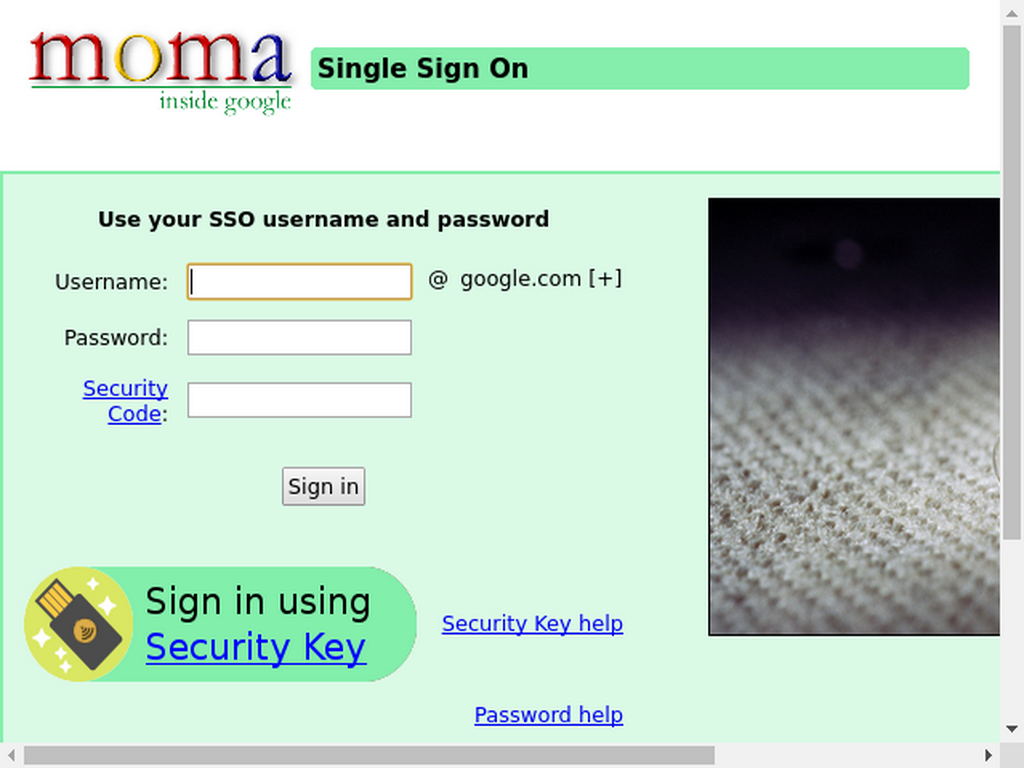 moma
inside google
Single Sign On
Use your SSO username and password
Username:
@ google.com [+]
Password:
Security
Code:
Sign in
Sign in using
Security Key
Security Key help
Password help